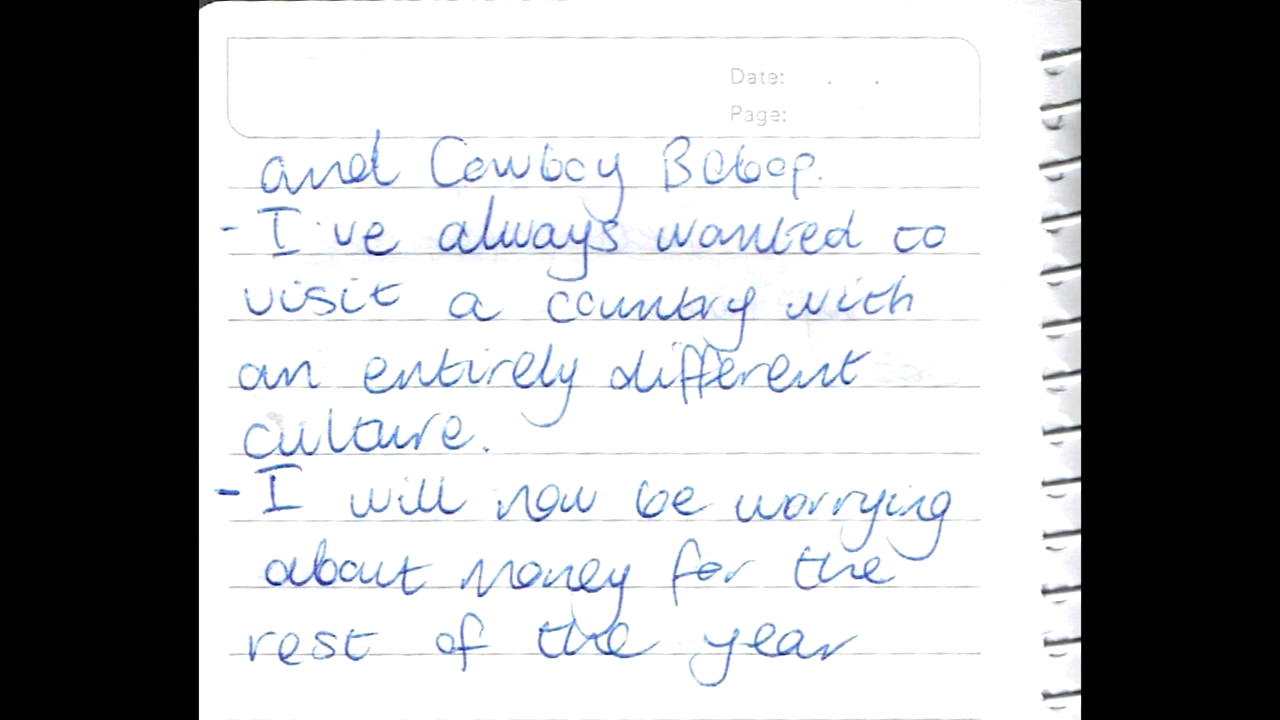 Date: . .
Page:
and Cowboy Bebop.
- I've always wanted to
visit a country with
an entirely different
culture.
- I will now be worrying
about money for the
rest of the year